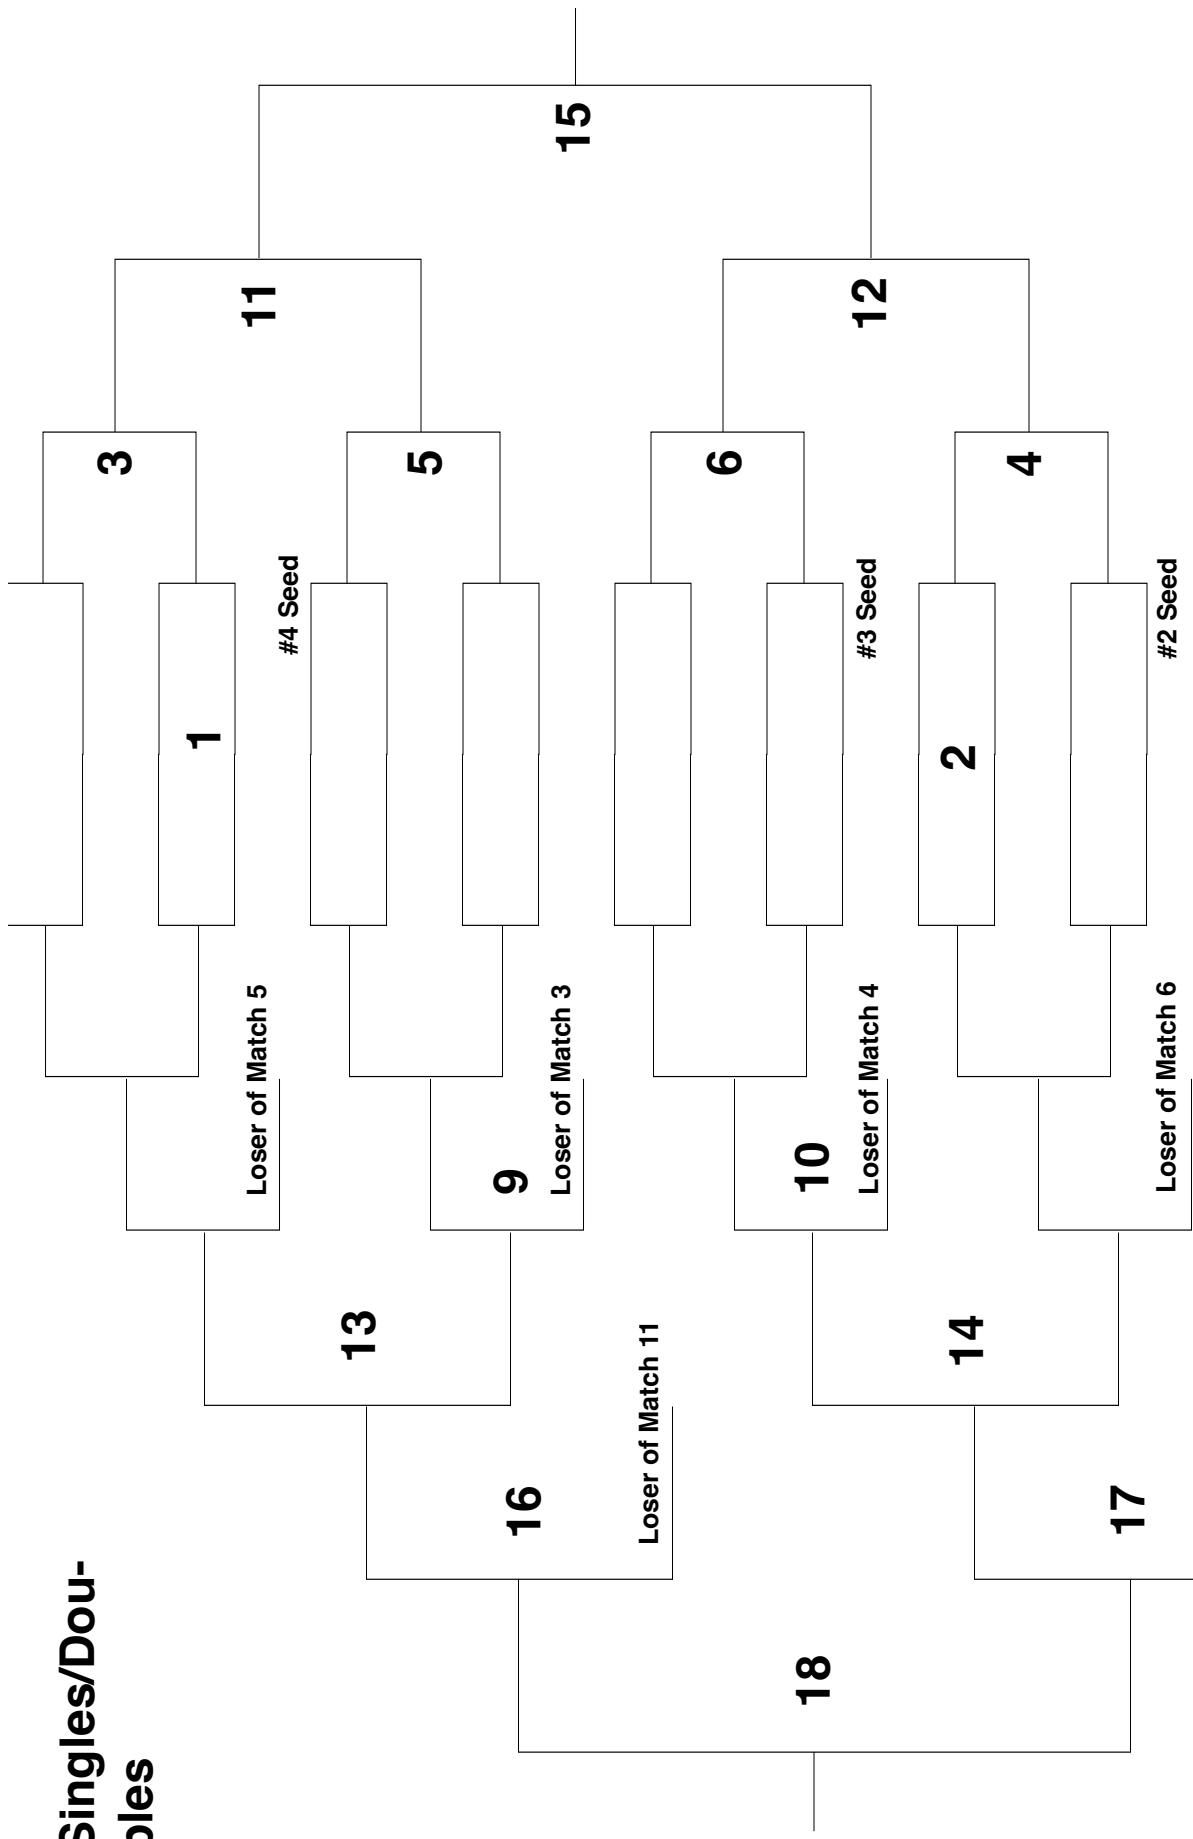 Singles/Dou-
bles
3
1
Loser of Match 5
11
#4 Seed
13
5
9
16
Loser of Match 3
15
Loser of Match 11
6
18
10
Loser of Match 4
#3 Seed
12
2
14
4
17
Loser of Match 6
#2 Seed